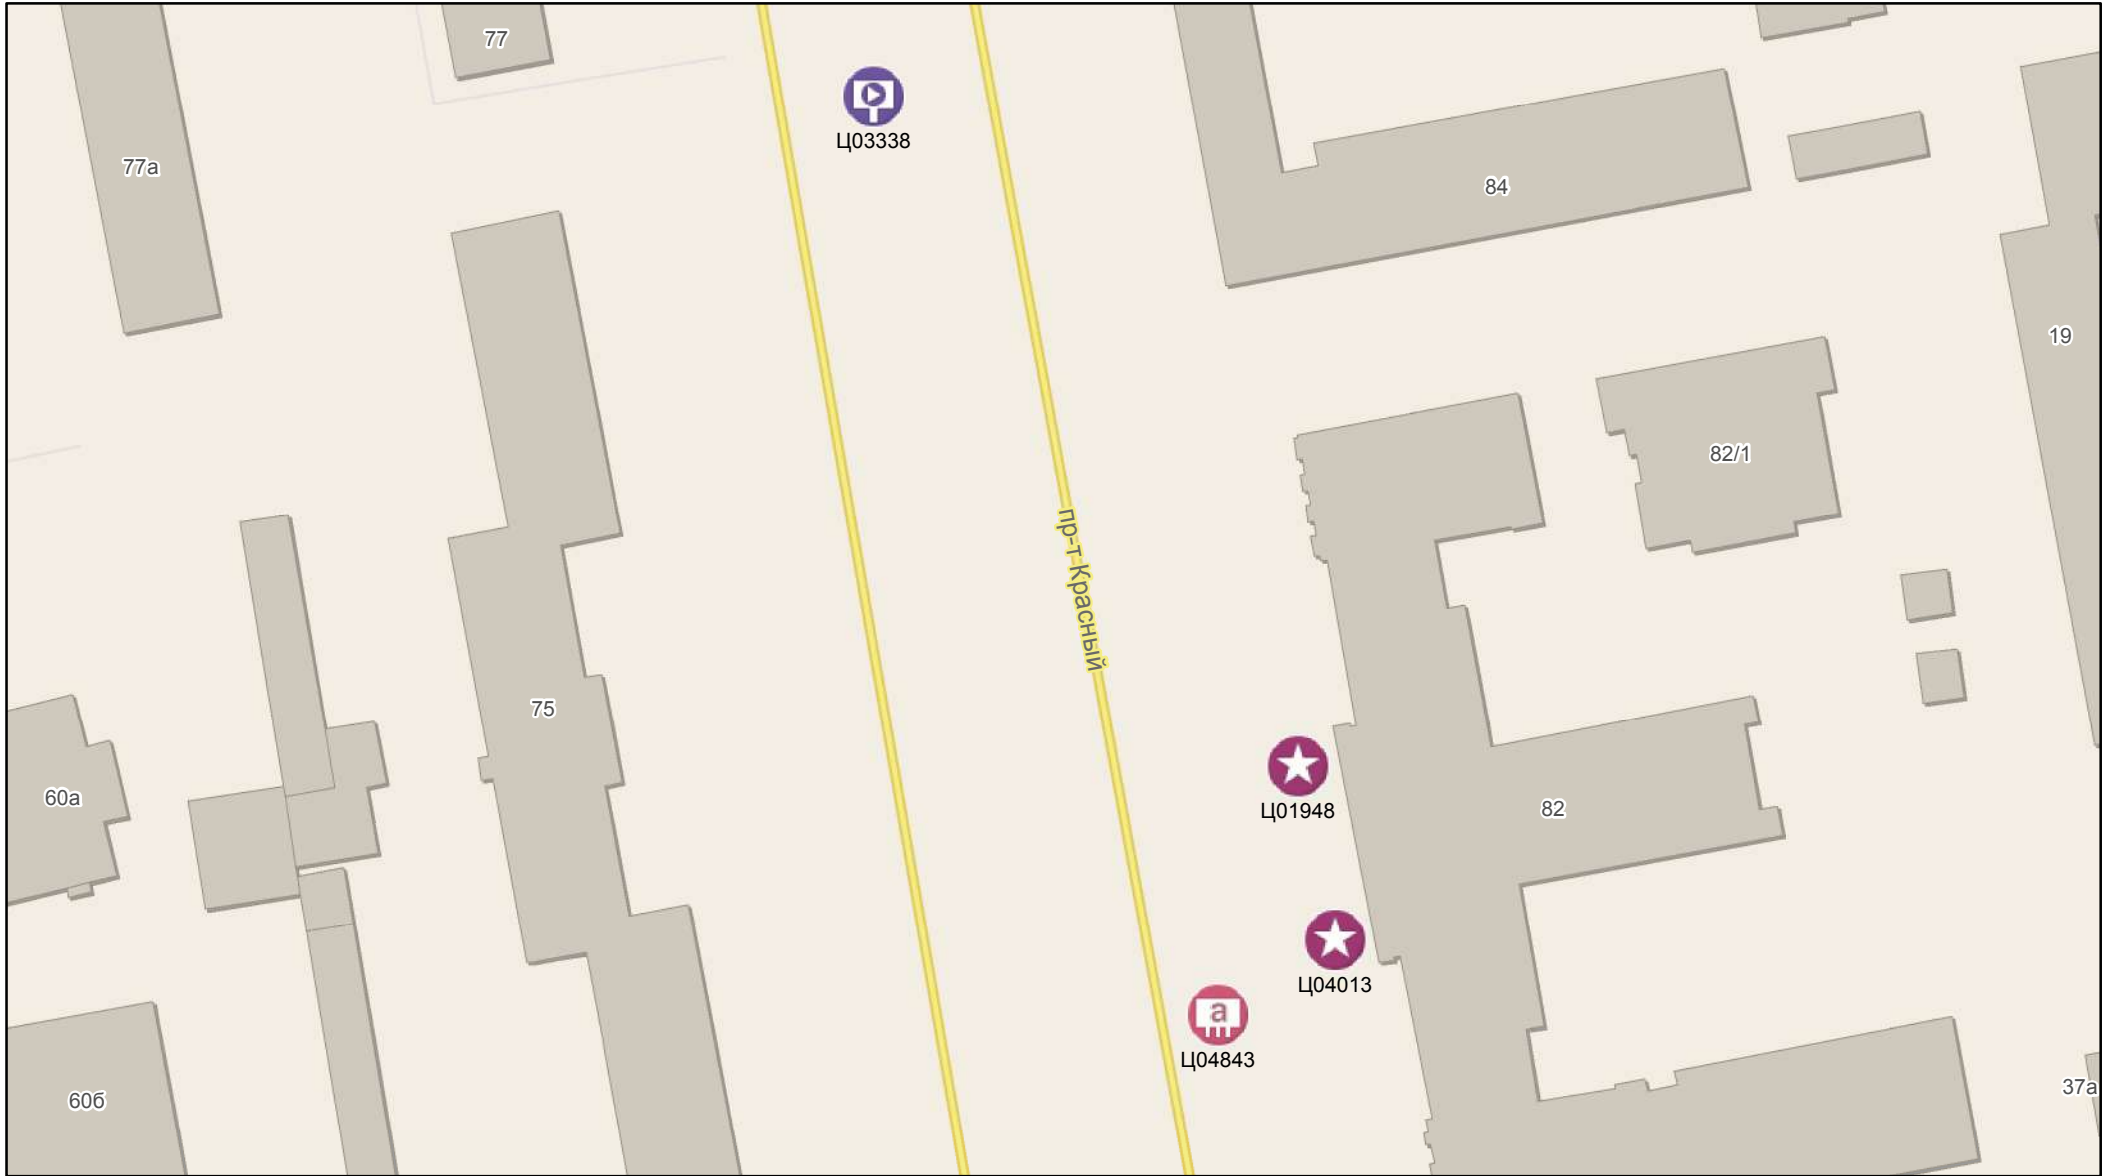 77
Ц03338
77а
84
19
82/1
пр-т Красный
75
60а
Ц01948
82
Ц04013
а
Ц04843
60б
37а